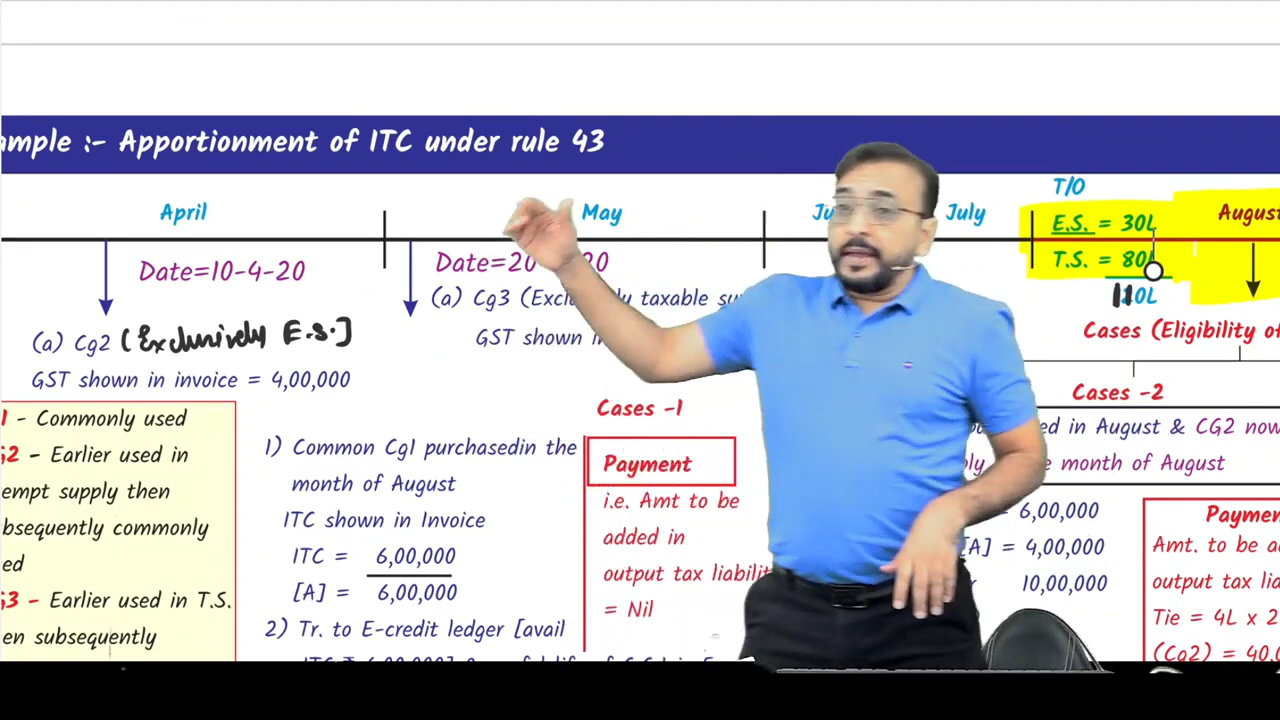 ample :- Apportionment of ITC under rule 43
April
May
Ju
July
T/O
E.S. = 30L
T.S. = 80L
110L
August
Date=10-4-20
Date=20 20
(a) Cg3 (Exclu ly taxable su
GST shown in
(a) Cg2 (Exclusively E.S.]
GST shown in invoice = 4,00,000
Cases (Eligibility of
1 - Commonly used
G2 - Earlier used in
empt supply then
bsequently commonly
ed
G3 - Earlier used in T.S.
en subsequently
1) Common Cg1 purchasedin the
month of August
ITC shown in Invoice
ITC = 6,00,000
[A] = 6,00,000
2) Tr. to E-credit ledger [avail
Cases -1
Payment
i.e. Amt to be
added in
output tax liabilit
= Nil
Cases -2
ed in August & CG2 now
ply e month of August
= 6,00,000
[A] = 4,00,000
r 10,00,000
Paymen
Amt. to be a
output tax lia
Tie = 4L x 2
(Cg2) = 40,0